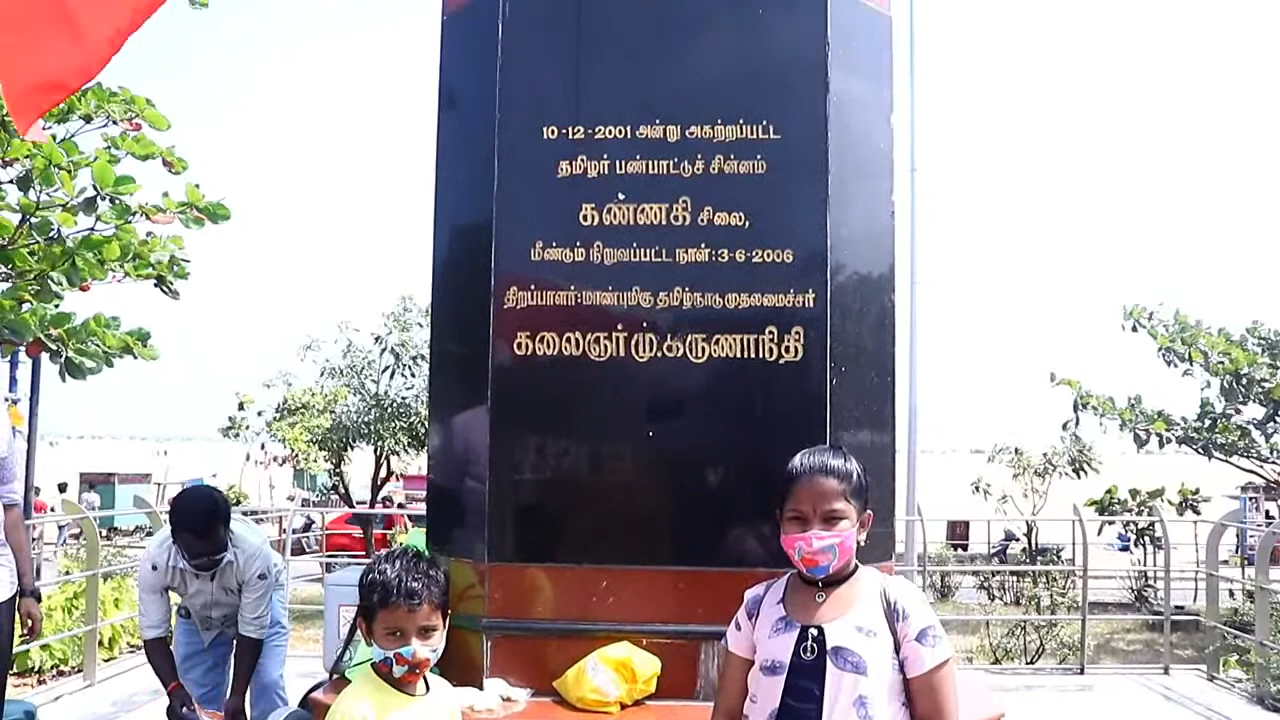 10-12-2001 அன்று அகற்றப்பட்ட
தமிழர் பண்பாட்டுச் சின்னம்
கண்ணகி சிலை,
மீண்டும் நிறுவப்பட்ட நாள்:3-6-2006
திறப்பாளர்:மாண்புமிகு தமிழ்நாடு முதலமைச்சர்
கலைஞர் மு.கருணாநிதி